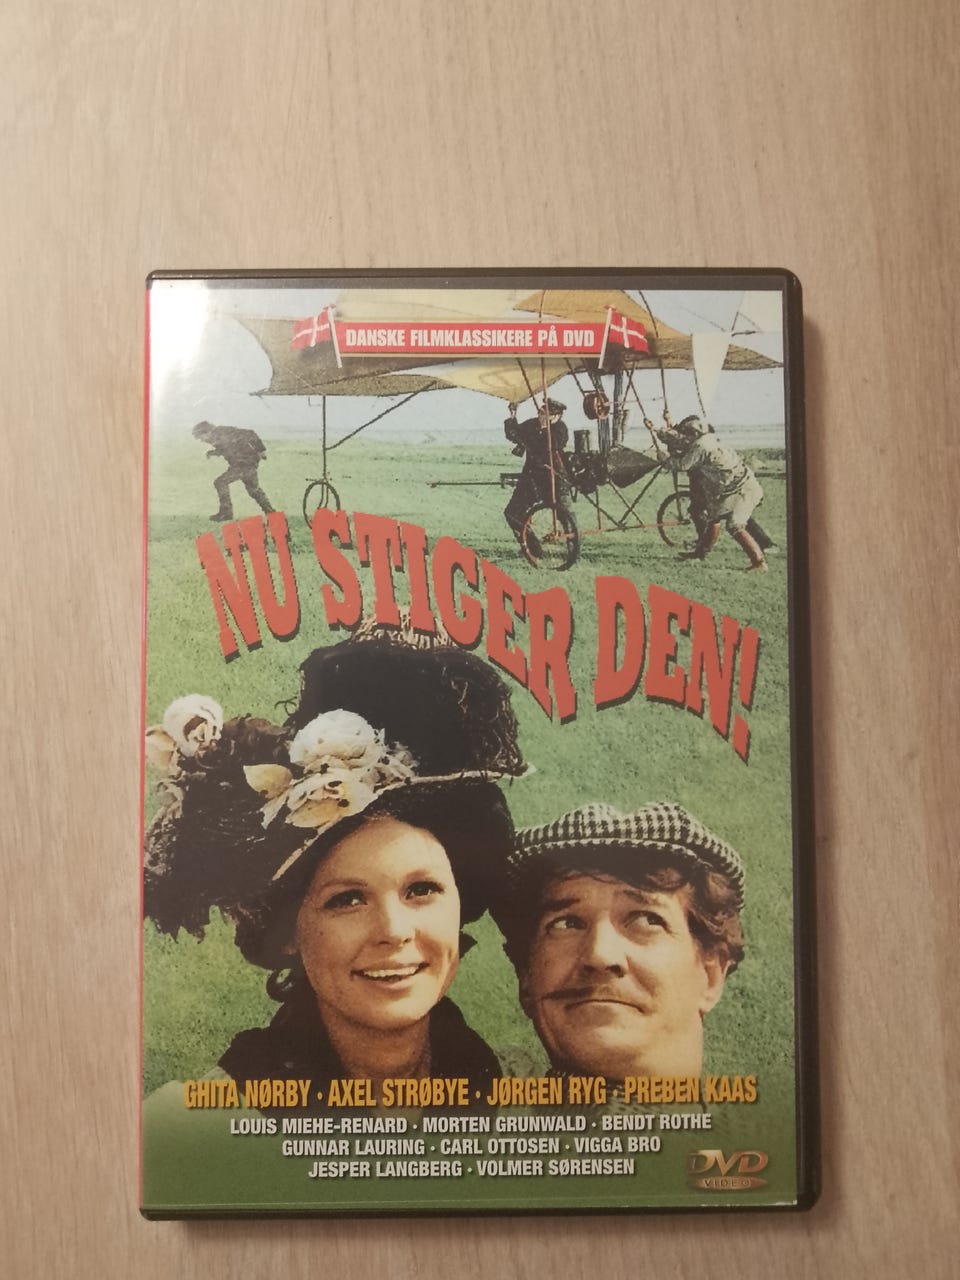 DANSKE FILMKLASSIKERE PÅ DVD
NU STIGER DEN!
GHITA NØRBY · AXEL STRØBYE · JØRGEN RYG · PREBEN KAAS
LOUIS MIEHE-RENARD · MORTEN GRUNWALD · BENDT ROTHE
GUNNAR LAURING · CARL OTTOSEN · VIGGA BRO
JESPER LANGBERG · VOLMER SØRENSEN
DVD
VIDEO